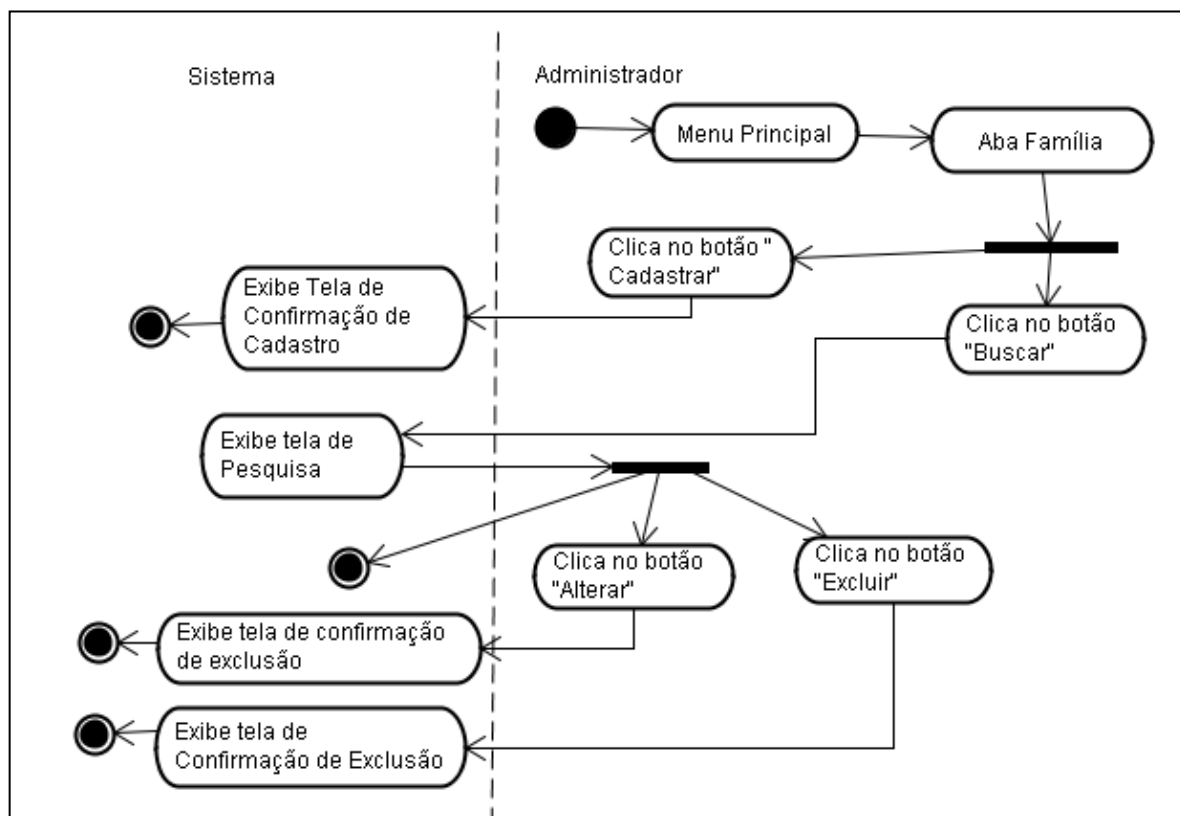 Sistema
Administrador
Menu Principal
Aba Família
Clica no botão "
Cadastrar"
Exibe Tela de
Confirmação de
Cadastro
Clica no botão
"Buscar"
Exibe tela de
Pesquisa
Clica no botão
"Alterar"
Clica no botão
"Excluir"
Exibe tela de confirmação
de exclusão
Exibe tela de
Confirmação de Exclusão